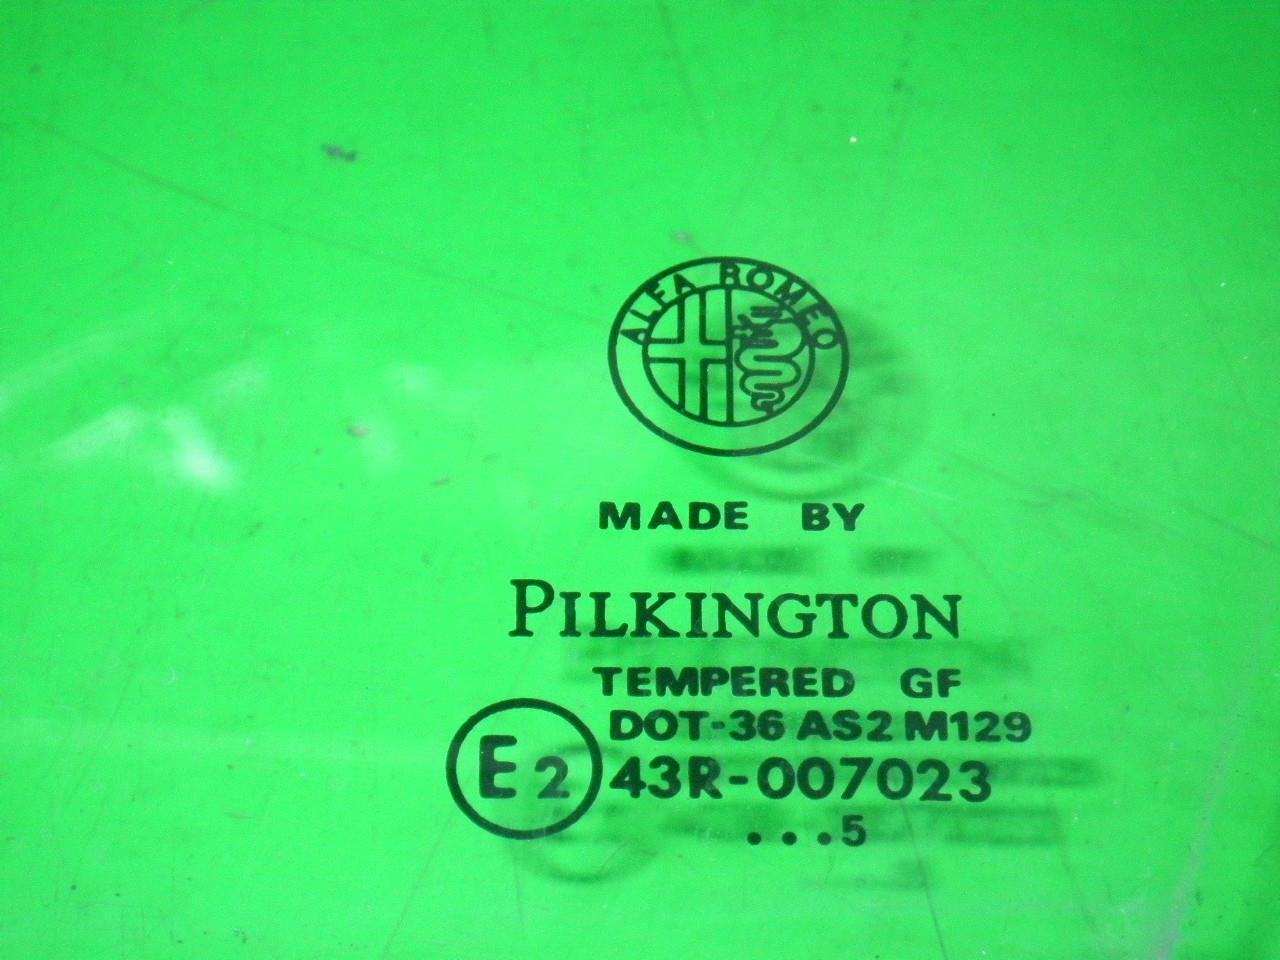 ALFA ROMEO
MADE BY
PILKINGTON
TEMPERED GF
DOT-36 AS2 M129
E2 43R-007023
...5